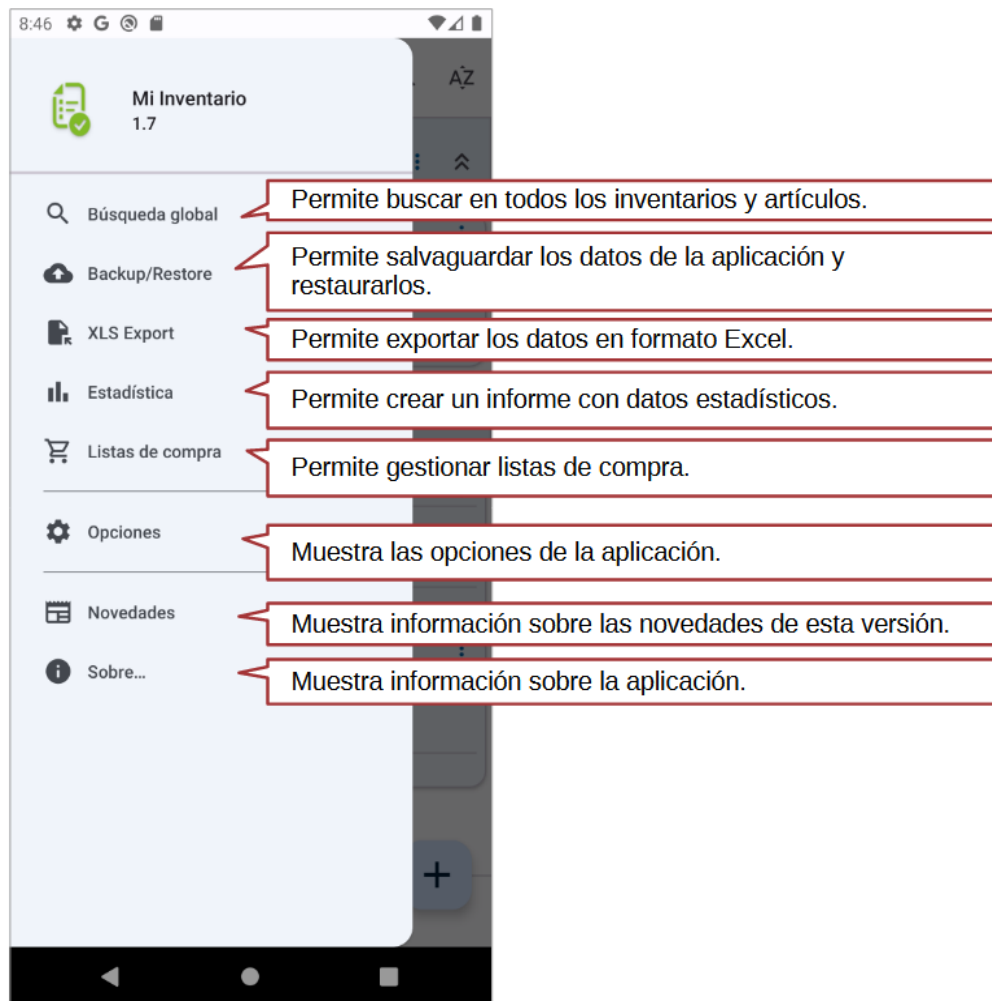 8:46
AZ
Mi Inventario
1.7
Búsqueda global
Permite buscar en todos los inventarios y artículos.
Backup/Restore
Permite salvaguardar los datos de la aplicación y
restaurarlos.
XLS Export
Permite exportar los datos en formato Excel.
Estadística
Permite crear un informe con datos estadísticos.
Listas de compra
Permite gestionar listas de compra.
Opciones
Muestra las opciones de la aplicación.
Novedades
Muestra información sobre las novedades de esta versión.
Sobre...
Muestra información sobre la aplicación.